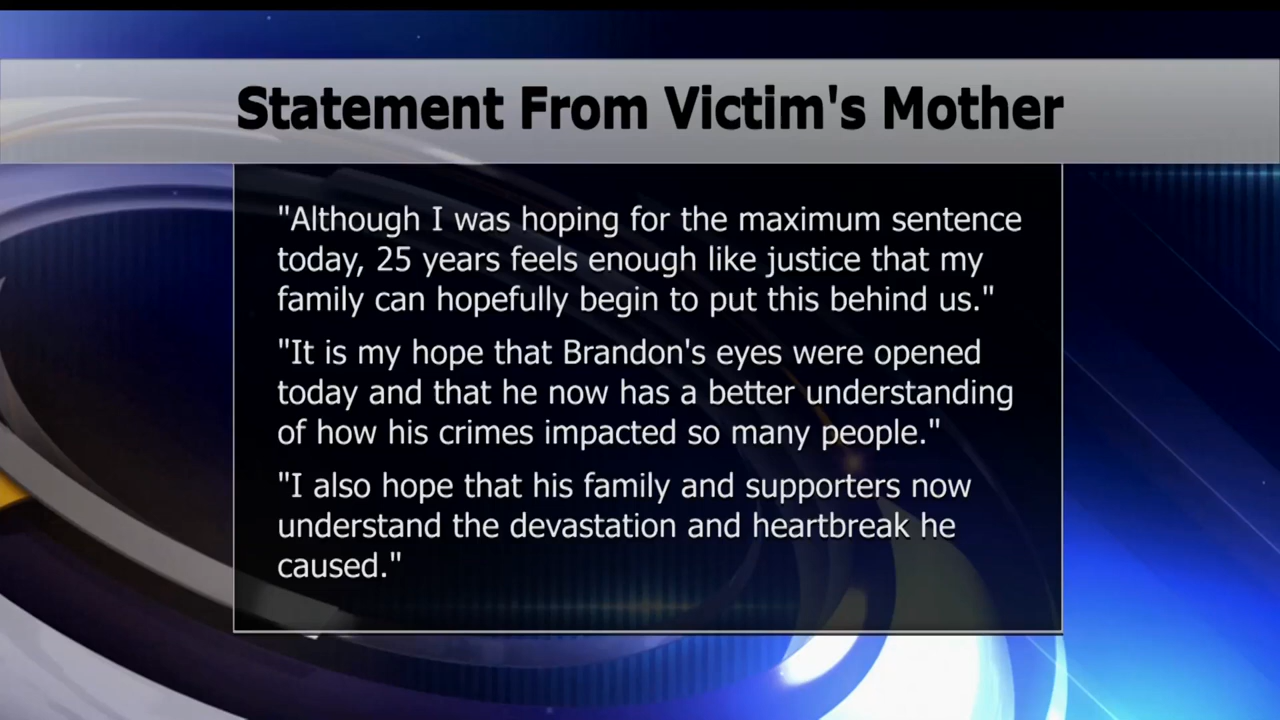 Statement From Victim's Mother
"Although I was hoping for the maximum sentence
today, 25 years feels enough like justice that my
family can hopefully begin to put this behind us."
"It is my hope that Brandon's eyes were opened
today and that he now has a better understanding
of how his crimes impacted so many people."
"I also hope that his family and supporters now
understand the devastation and heartbreak he
caused."